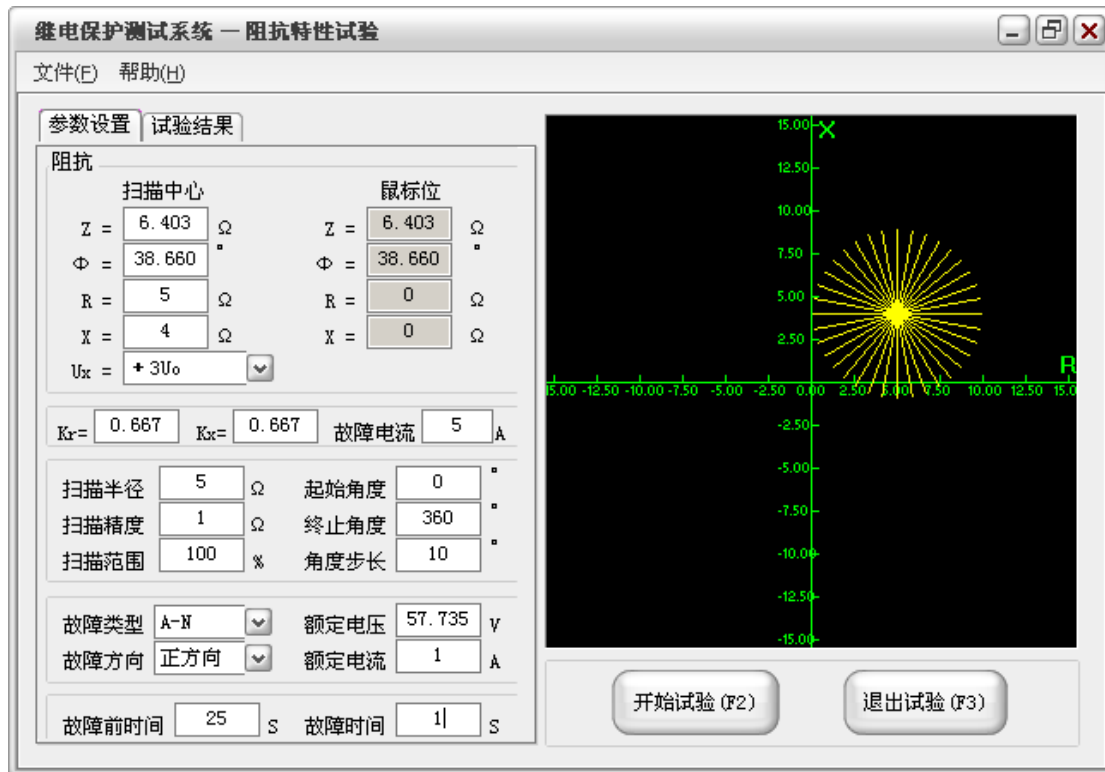 继电保护测试系统 — 阻抗特性试验
文件(F) 帮助(H)
参数设置 试验结果
阻抗
扫描中心 鼠标位
Z = 6.403 Ω Z = 6.403 Ω
Φ = 38.660 ° Φ = 38.660 °
R = 5 Ω R = 0 Ω
X = 4 Ω X = 0 Ω
Ux = + 3U₀
Kr= 0.667 Kx= 0.667 故障电流 5 A
扫描半径 5 Ω 起始角度 0 °
扫描精度 1 Ω 终止角度 360 °
扫描范围 100 % 角度步长 10 °
故障类型 A-N 额定电压 57.735 V
故障方向 正方向 额定电流 1 A
故障前时间 25 S 故障时间 1 S
15.00 X
12.50
10.00
7.50
5.00
2.50
R
15.00 -12.50 -10.00 -7.50 -5.00 -2.50 0.00 2.50 5.00 7.50 10.00 12.50 15.0
-2.50
-5.00
-7.50
-10.00
-12.50
-15.00
开始试验(F2) 退出试验(F3)